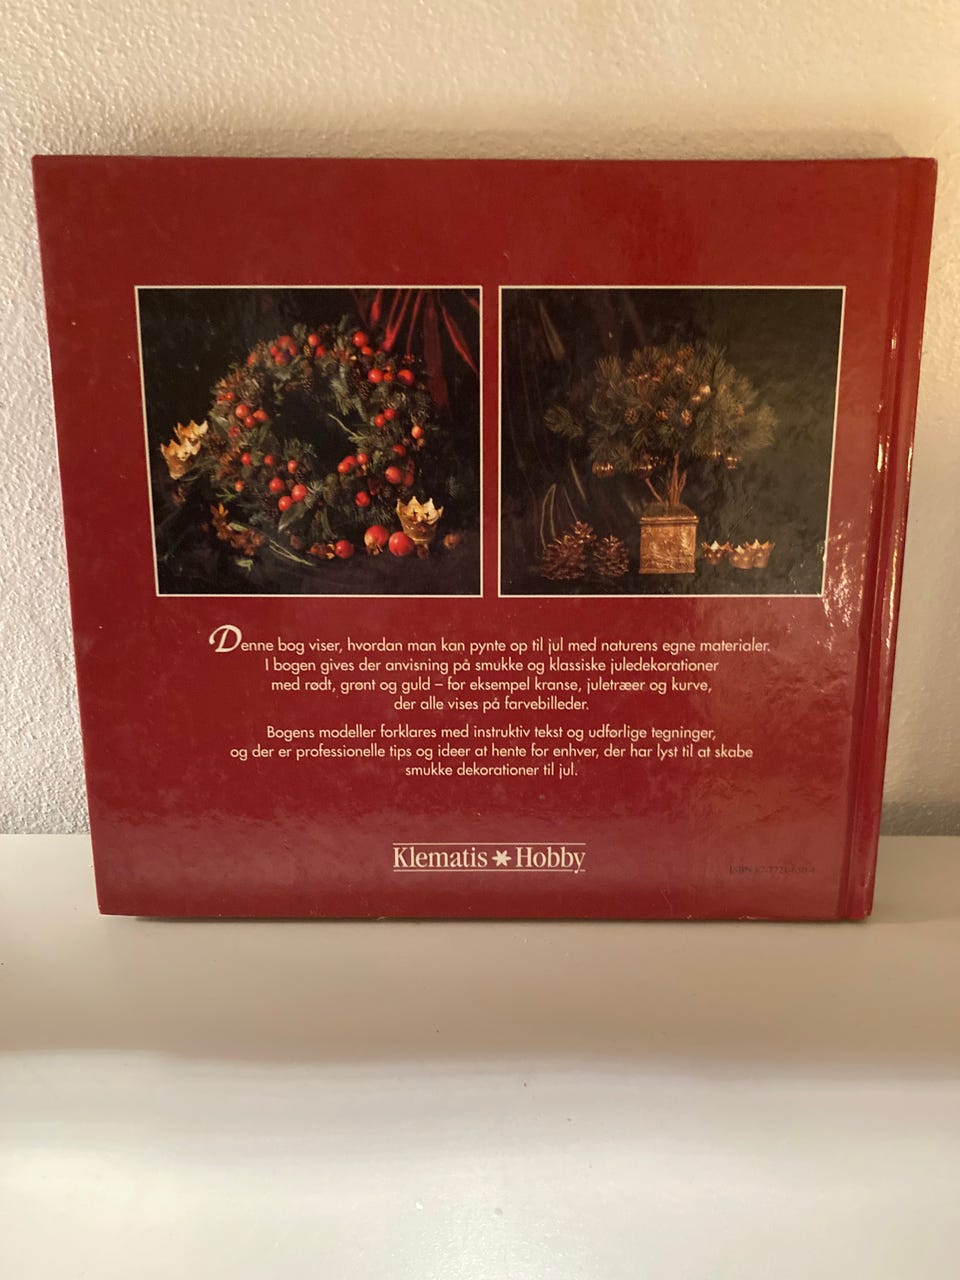 Denne bog viser, hvordan man kan pynte op til jul med naturens egne materialer.
I bogen gives der anvisning på smukke og klassiske juledekorationer
med rødt, grønt og guld – for eksempel kranse, juletræer og kurve,
der alle vises på farvebilleder.
Bogens modeller forklares med instruktiv tekst og udførlige tegninger,
og der er professionelle tips og ideer at hente for enhver, der har lyst til at skabe
smukke dekorationer til jul.
Klematis * Hobby
ISBN